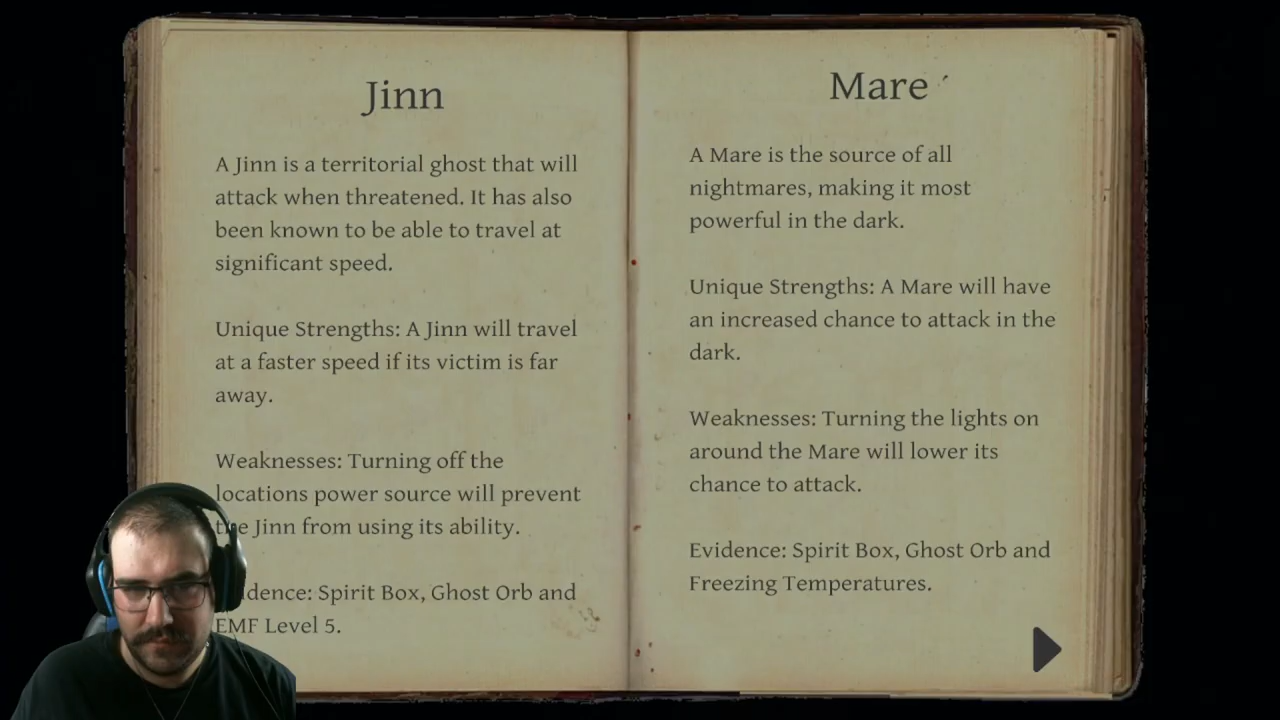 Jinn
A Jinn is a territorial ghost that will
attack when threatened. It has also
been known to be able to travel at
significant speed.
Unique Strengths: A Jinn will travel
at a faster speed if its victim is far
away.
Weaknesses: Turning off the
locations power source will prevent
the Jinn from using its ability.
Evidence: Spirit Box, Ghost Orb and
EMF Level 5.
Mare
A Mare is the source of all
nightmares, making it most
powerful in the dark.
Unique Strengths: A Mare will have
an increased chance to attack in the
dark.
Weaknesses: Turning the lights on
around the Mare will lower its
chance to attack.
Evidence: Spirit Box, Ghost Orb and
Freezing Temperatures.